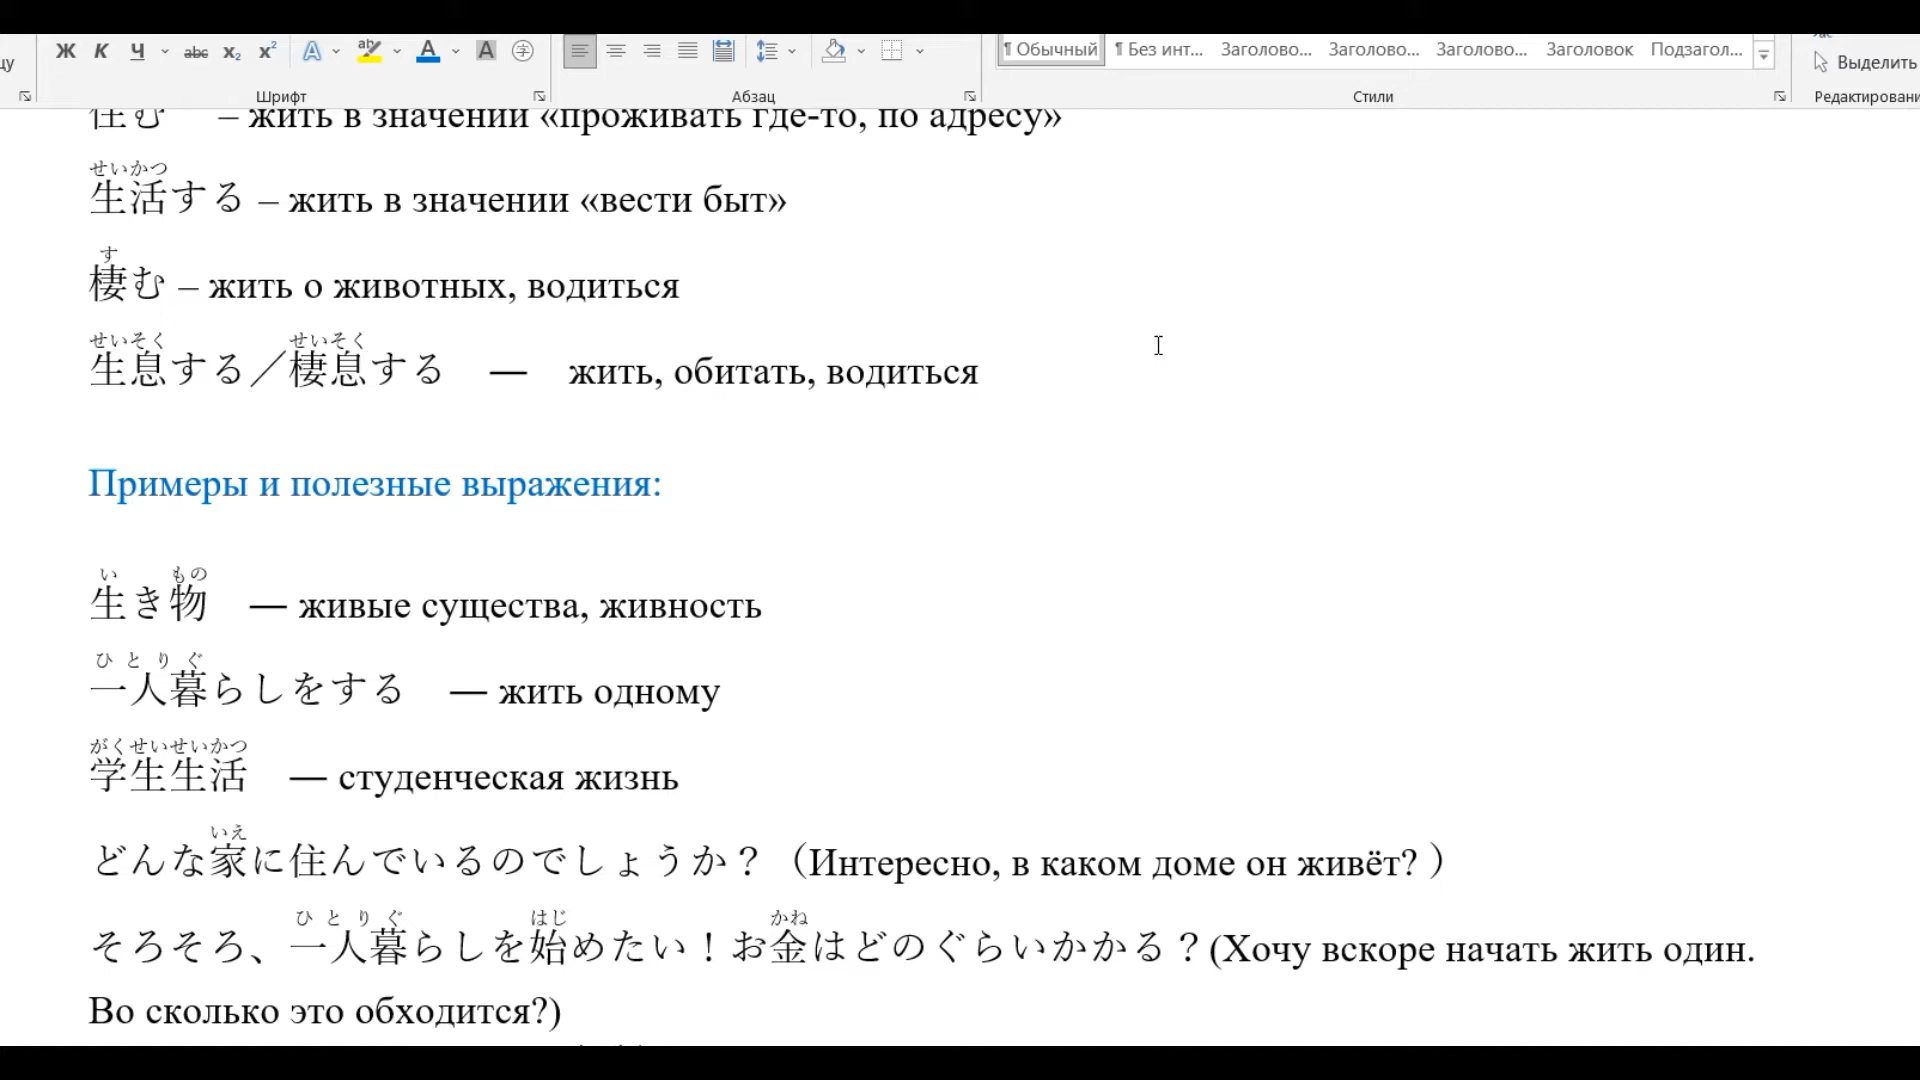 Ж К Ч abc x₂ x² A ab A A 字
¶ Обычный ¶ Без инт... Заголово... Заголово... Заголово... Заголовок Подзагол...
Выделить
Шрифт Абзац Стили Редактировани
住む – жить в значении «проживать где-то, по адресу»
せいかつ
生活する – жить в значении «вести быт»
す
棲む – жить о животных, водиться
せいそく せいそく
生息する／棲息する — жить, обитать, водиться
Примеры и полезные выражения:
い もの
生き物 — живые существа, живность
ひとりぐ
一人暮らしをする — жить одному
がくせいせいかつ
学生生活 — студенческая жизнь
いえ
どんな家に住んでいるのでしょうか？（Интересно, в каком доме он живёт? ）
ひとりぐ はじ かね
そろそろ、一人暮らしを始めたい！お金はどのぐらいかかる？(Хочу вскоре начать жить один.
Во сколько это обходится?)